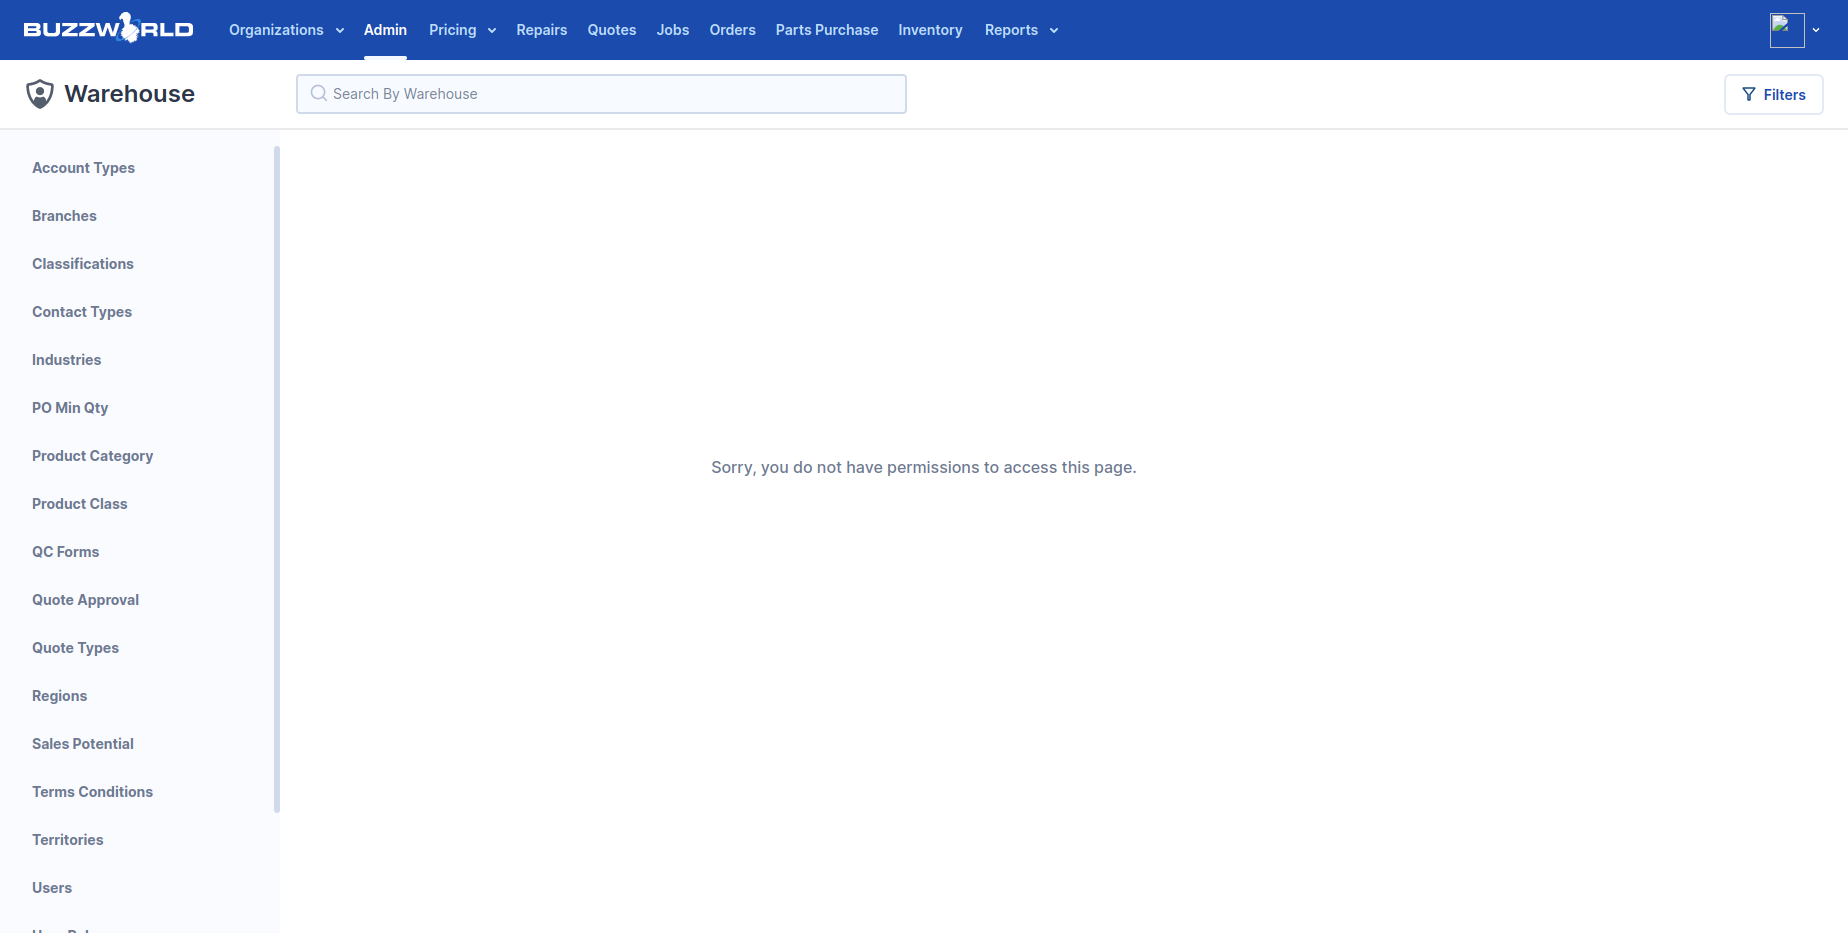 BUZZWORLD
Organizations Admin Pricing Repairs Quotes Jobs Orders Parts Purchase Inventory Reports
Warehouse
Search By Warehouse
Filters
Account Types
Branches
Classifications
Contact Types
Industries
PO Min Qty
Product Category
Product Class
QC Forms
Quote Approval
Quote Types
Regions
Sales Potential
Terms Conditions
Territories
Users
Sorry, you do not have permissions to access this page.